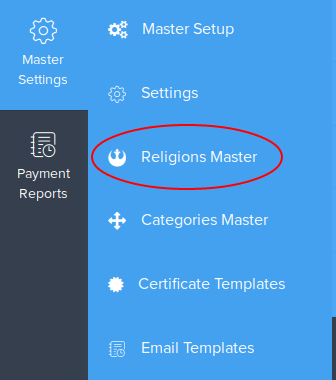 Master
Settings
Payment
Reports
Master Setup
Settings
Religions Master
Categories Master
Certificate Templates
Email Templates